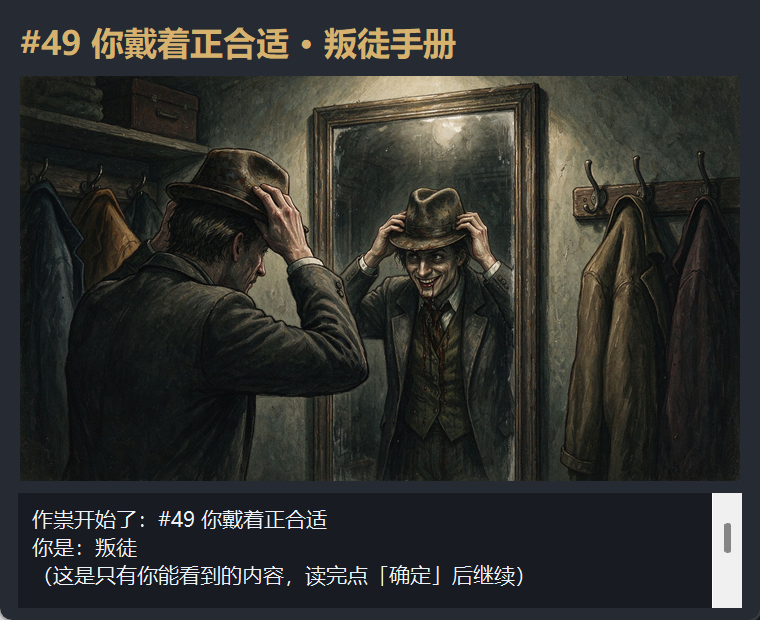 #49 你戴着正合适・叛徒手册
作祟开始了：#49 你戴着正合适
你是：叛徒
（这是只有你能看到的内容，读完点「确定」后继续）